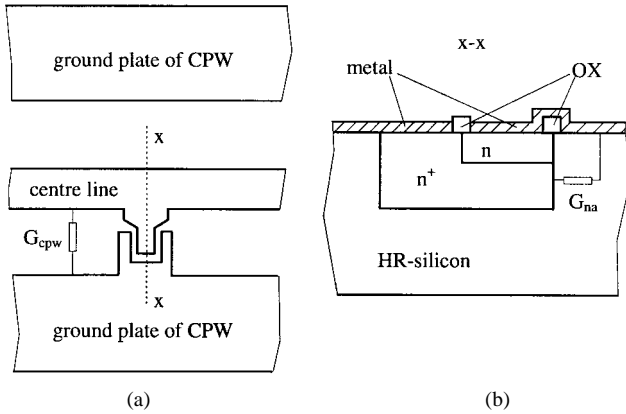 ground plate of CPW
x
centre line
G_cpw
x
ground plate of CPW
(a)
x-x
metal
OX
n
n⁺
G_na
HR-silicon
(b)